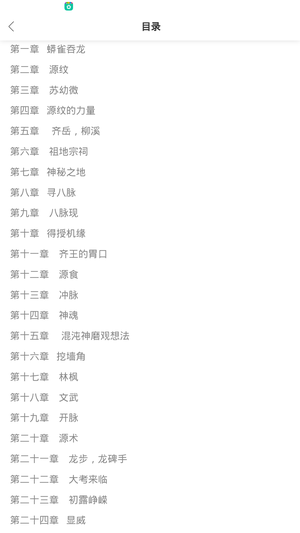 目录
第一章 蟒雀吞龙
第二章 源纹
第三章 苏幼微
第四章 源纹的力量
第五章 齐岳，柳溪
第六章 祖地宗祠
第七章 神秘之地
第八章 寻八脉
第九章 八脉现
第十章 得授机缘
第十一章 齐王的胃口
第十二章 源食
第十三章 冲脉
第十四章 神魂
第十五章 混沌神磨观想法
第十六章 挖墙角
第十七章 林枫
第十八章 文武
第十九章 开脉
第二十章 源术
第二十一章 龙步，龙碑手
第二十二章 大考来临
第二十三章 初露峥嵘
第二十四章 显威